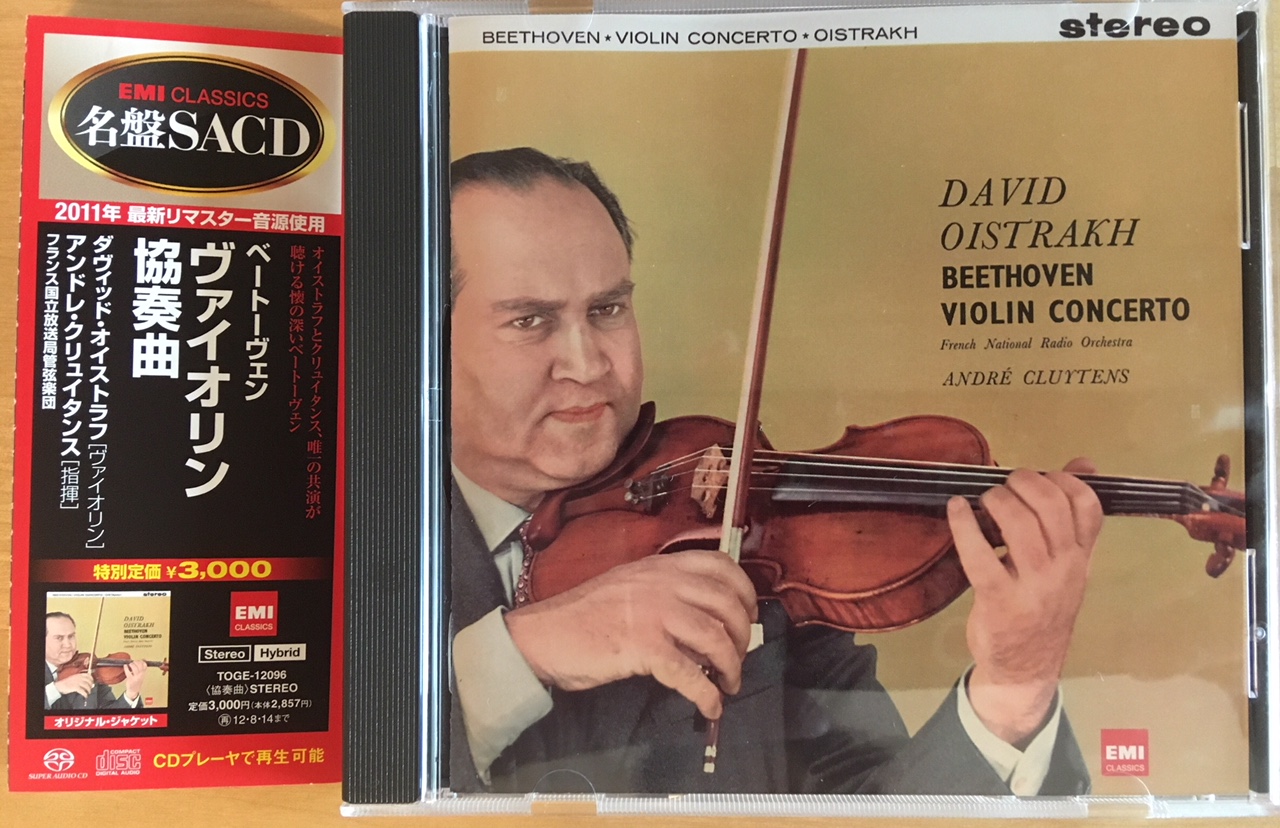 EMI CLASSICS
名盤SACD
2011年 最新リマスター音源使用
オイストラフとクリュイタンス、唯一の共演が
聴ける懐の深いベートーヴェン
ベートーヴェン
ヴァイオリン
協奏曲
ダヴィッド・オイストラフ[ヴァイオリン]
アンドレ・クリュイタンス[指揮]
フランス国立放送局管弦楽団
特別定価 ¥3,000
stereo
DAVID
OISTRAKH
BEETHOVEN
VIOLIN CONCERTO
EMI
CLASSICS
Stereo Hybrid
TOGE-12096
〈協奏曲〉STEREO
定価3,000円(本体2,857円)
再12・8・14まで
オリジナル・ジャケット
SUPER AUDIO CD
COMPACT
disc
DIGITAL AUDIO
CDプレーヤで再生可能
BEETHOVEN★VIOLIN CONCERTO★OISTRAKH
stereo
DAVID
OISTRAKH
BEETHOVEN
VIOLIN CONCERTO
French National Radio Orchestra
ANDRÉ CLUYTENS
EMI
CLASSICS